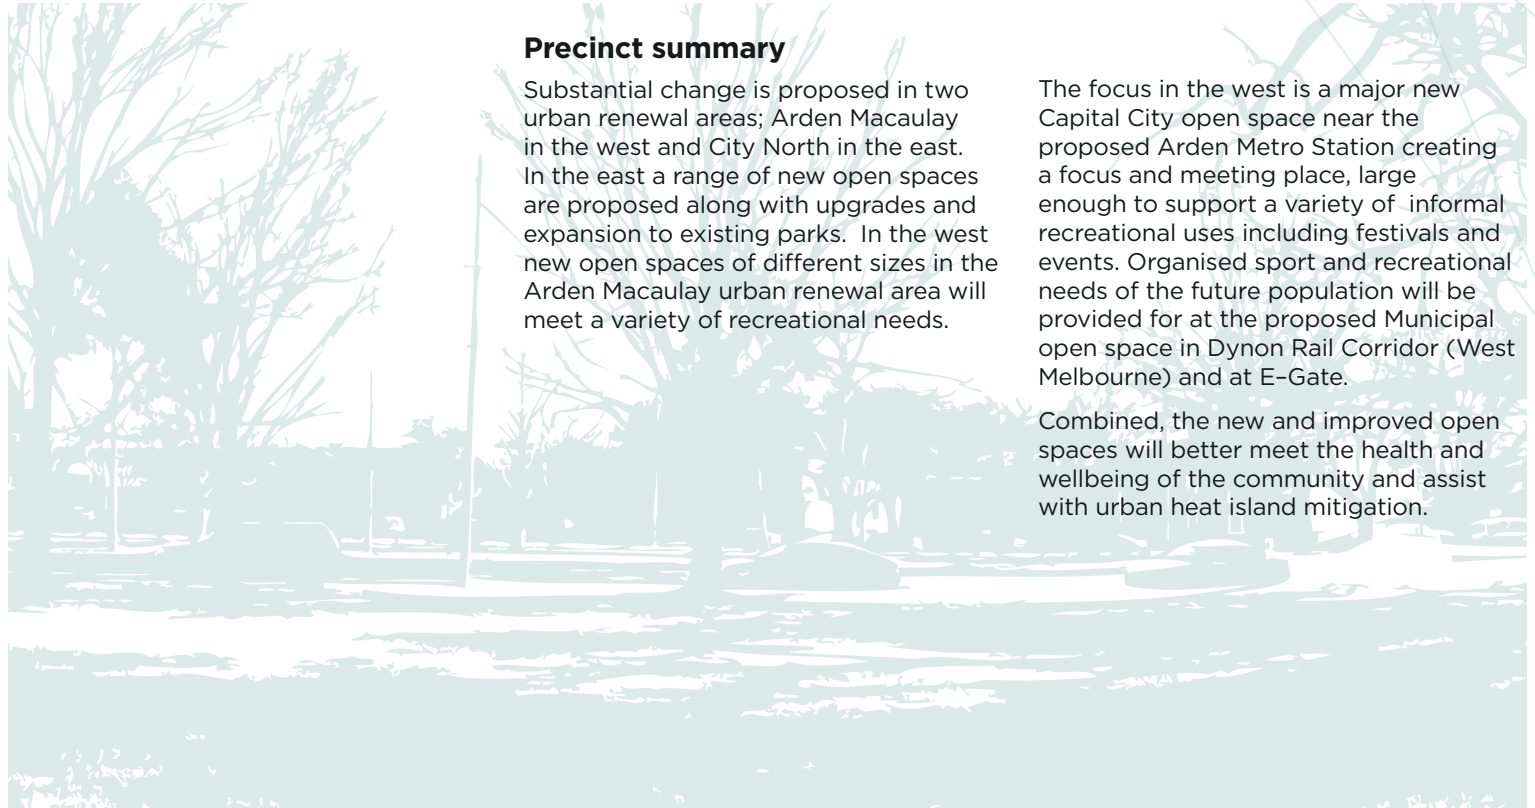 Precinct summary
Substantial change is proposed in two
urban renewal areas; Arden Macaulay
in the west and City North in the east.
In the east a range of new open spaces
are proposed along with upgrades and
expansion to existing parks.  In the west
new open spaces of different sizes in the
Arden Macaulay urban renewal area will
meet a variety of recreational needs.
The focus in the west is a major new
Capital City open space near the
proposed Arden Metro Station creating
a focus and meeting place, large
enough to support a variety of  informal
recreational uses including festivals and
events. Organised sport and recreational
needs of the future population will be
provided for at the proposed Municipal
open space in Dynon Rail Corridor (West
Melbourne) and at E–Gate.
Combined, the new and improved open
spaces will better meet the health and
wellbeing of the community and assist
with urban heat island mitigation.